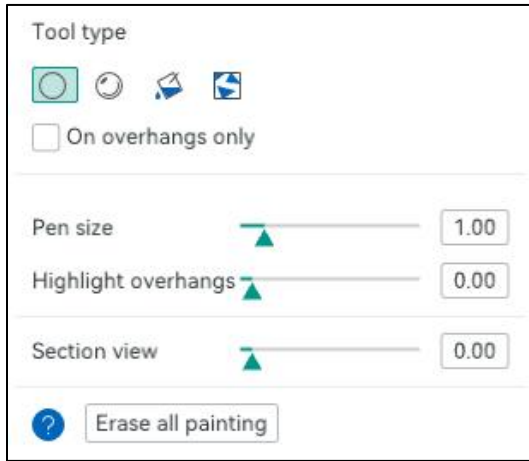 Tool type
On overhangs only
Pen size 1.00
Highlight overhangs 0.00
Section view 0.00
? Erase all painting